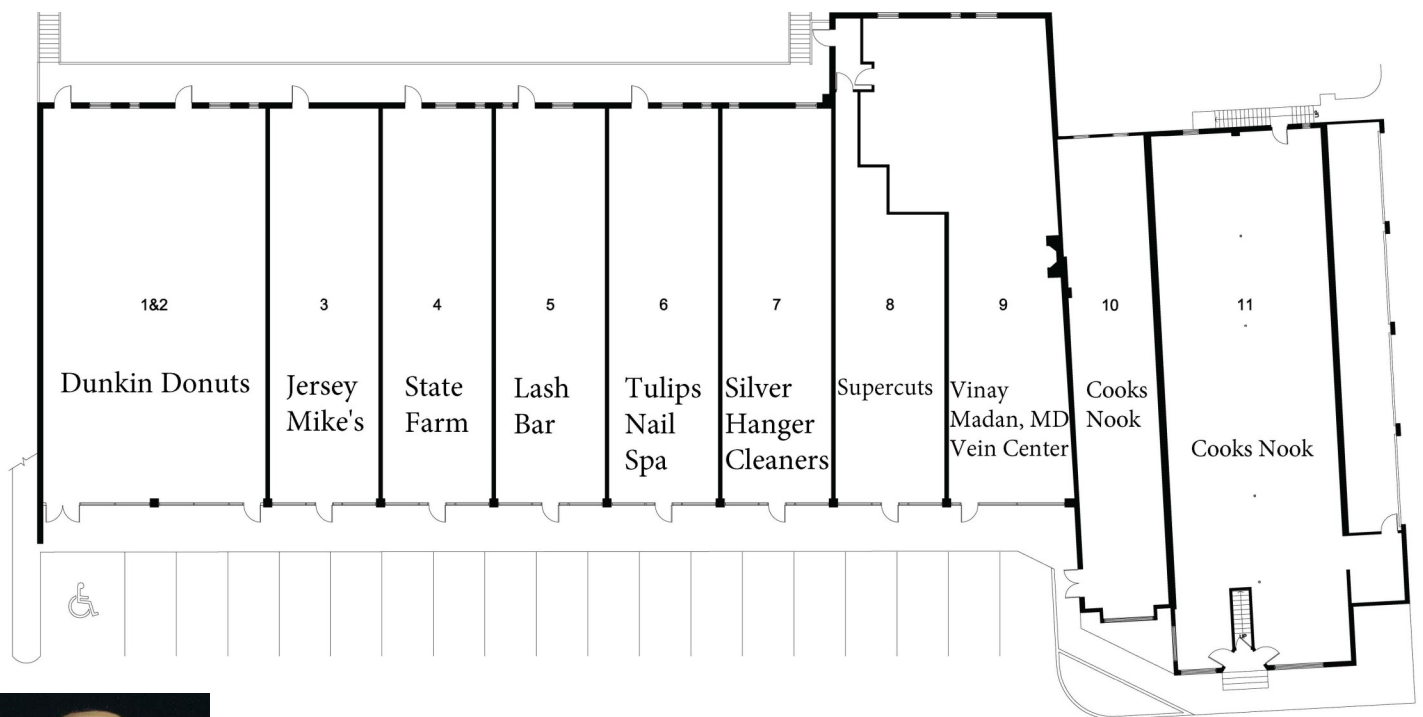 1&2
3
4
5
6
7
8
9
10
11
Dunkin Donuts
Jersey
Mike's
State
Farm
Lash
Bar
Tulips
Nail
Spa
Silver
Hanger
Cleaners
Supercuts
Vinay
Madan, MD
Vein Center
Cooks
Nook
Cooks Nook